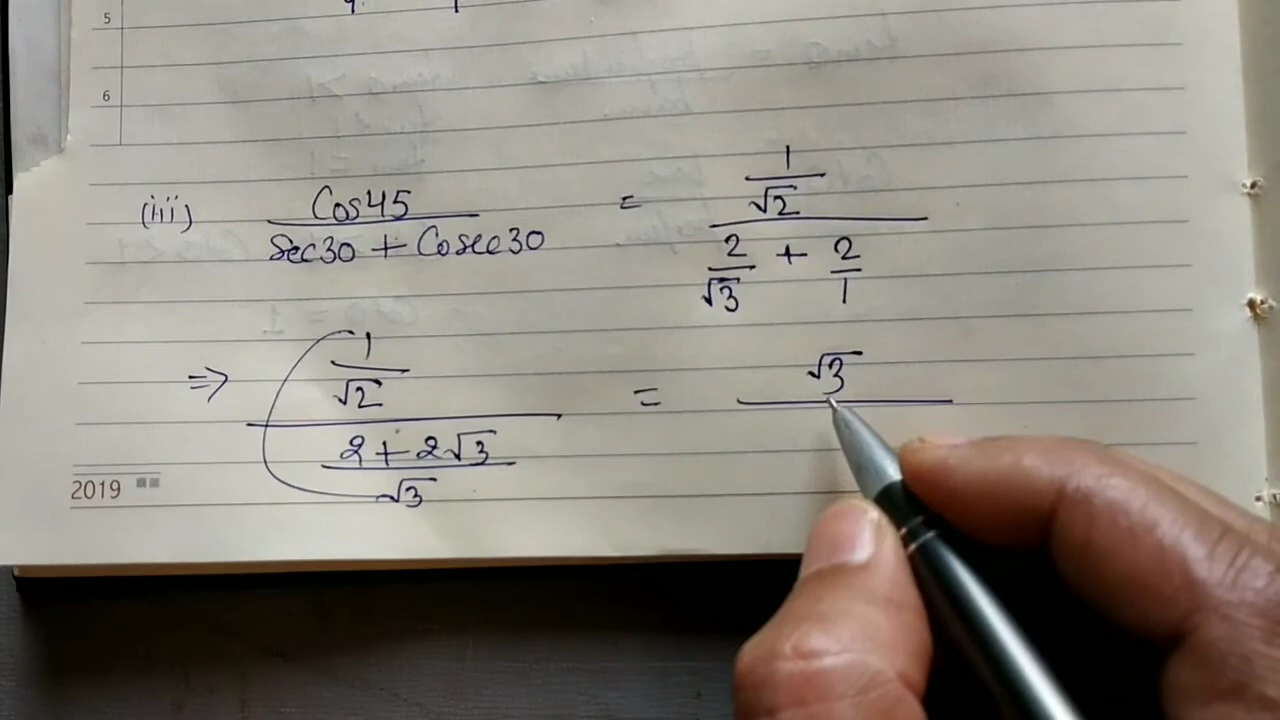 5
6
(iii) Cos45 / Sec30 + Cosec30 = 1/√2 / 2/√3 + 2/1
⇒ 1/√2 / 2+2√3/√3 = √3
2019